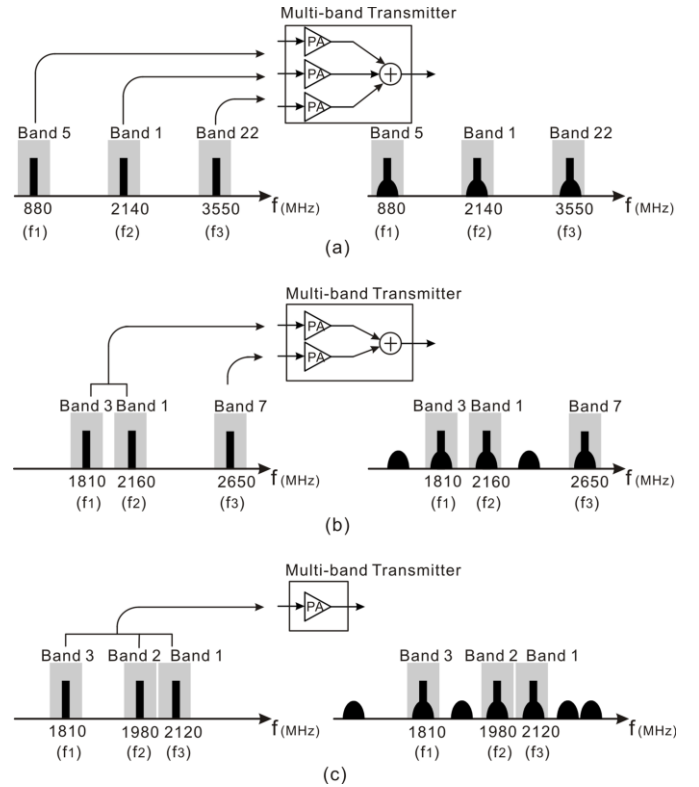 Multi-band Transmitter
PA
PA
PA
Band 5 Band 1 Band 22 Band 5 Band 1 Band 22
880 2140 3550 f(MHz) 880 2140 3550 f(MHz)
(f1) (f2) (f3) (f1) (f2) (f3)
(a)
Multi-band Transmitter
PA
PA
Band 3 Band 1 Band 7 Band 3 Band 1 Band 7
1810 2160 2650 f(MHz) 1810 2160 2650 f(MHz)
(f1) (f2) (f3) (f1) (f2) (f3)
(b)
Multi-band Transmitter
PA
Band 3 Band 2 Band 1 Band 3 Band 2 Band 1
1810 1980 2120 f(MHz) 1810 1980 2120 f(MHz)
(f1) (f2) (f3) (f1) (f2) (f3)
(c)